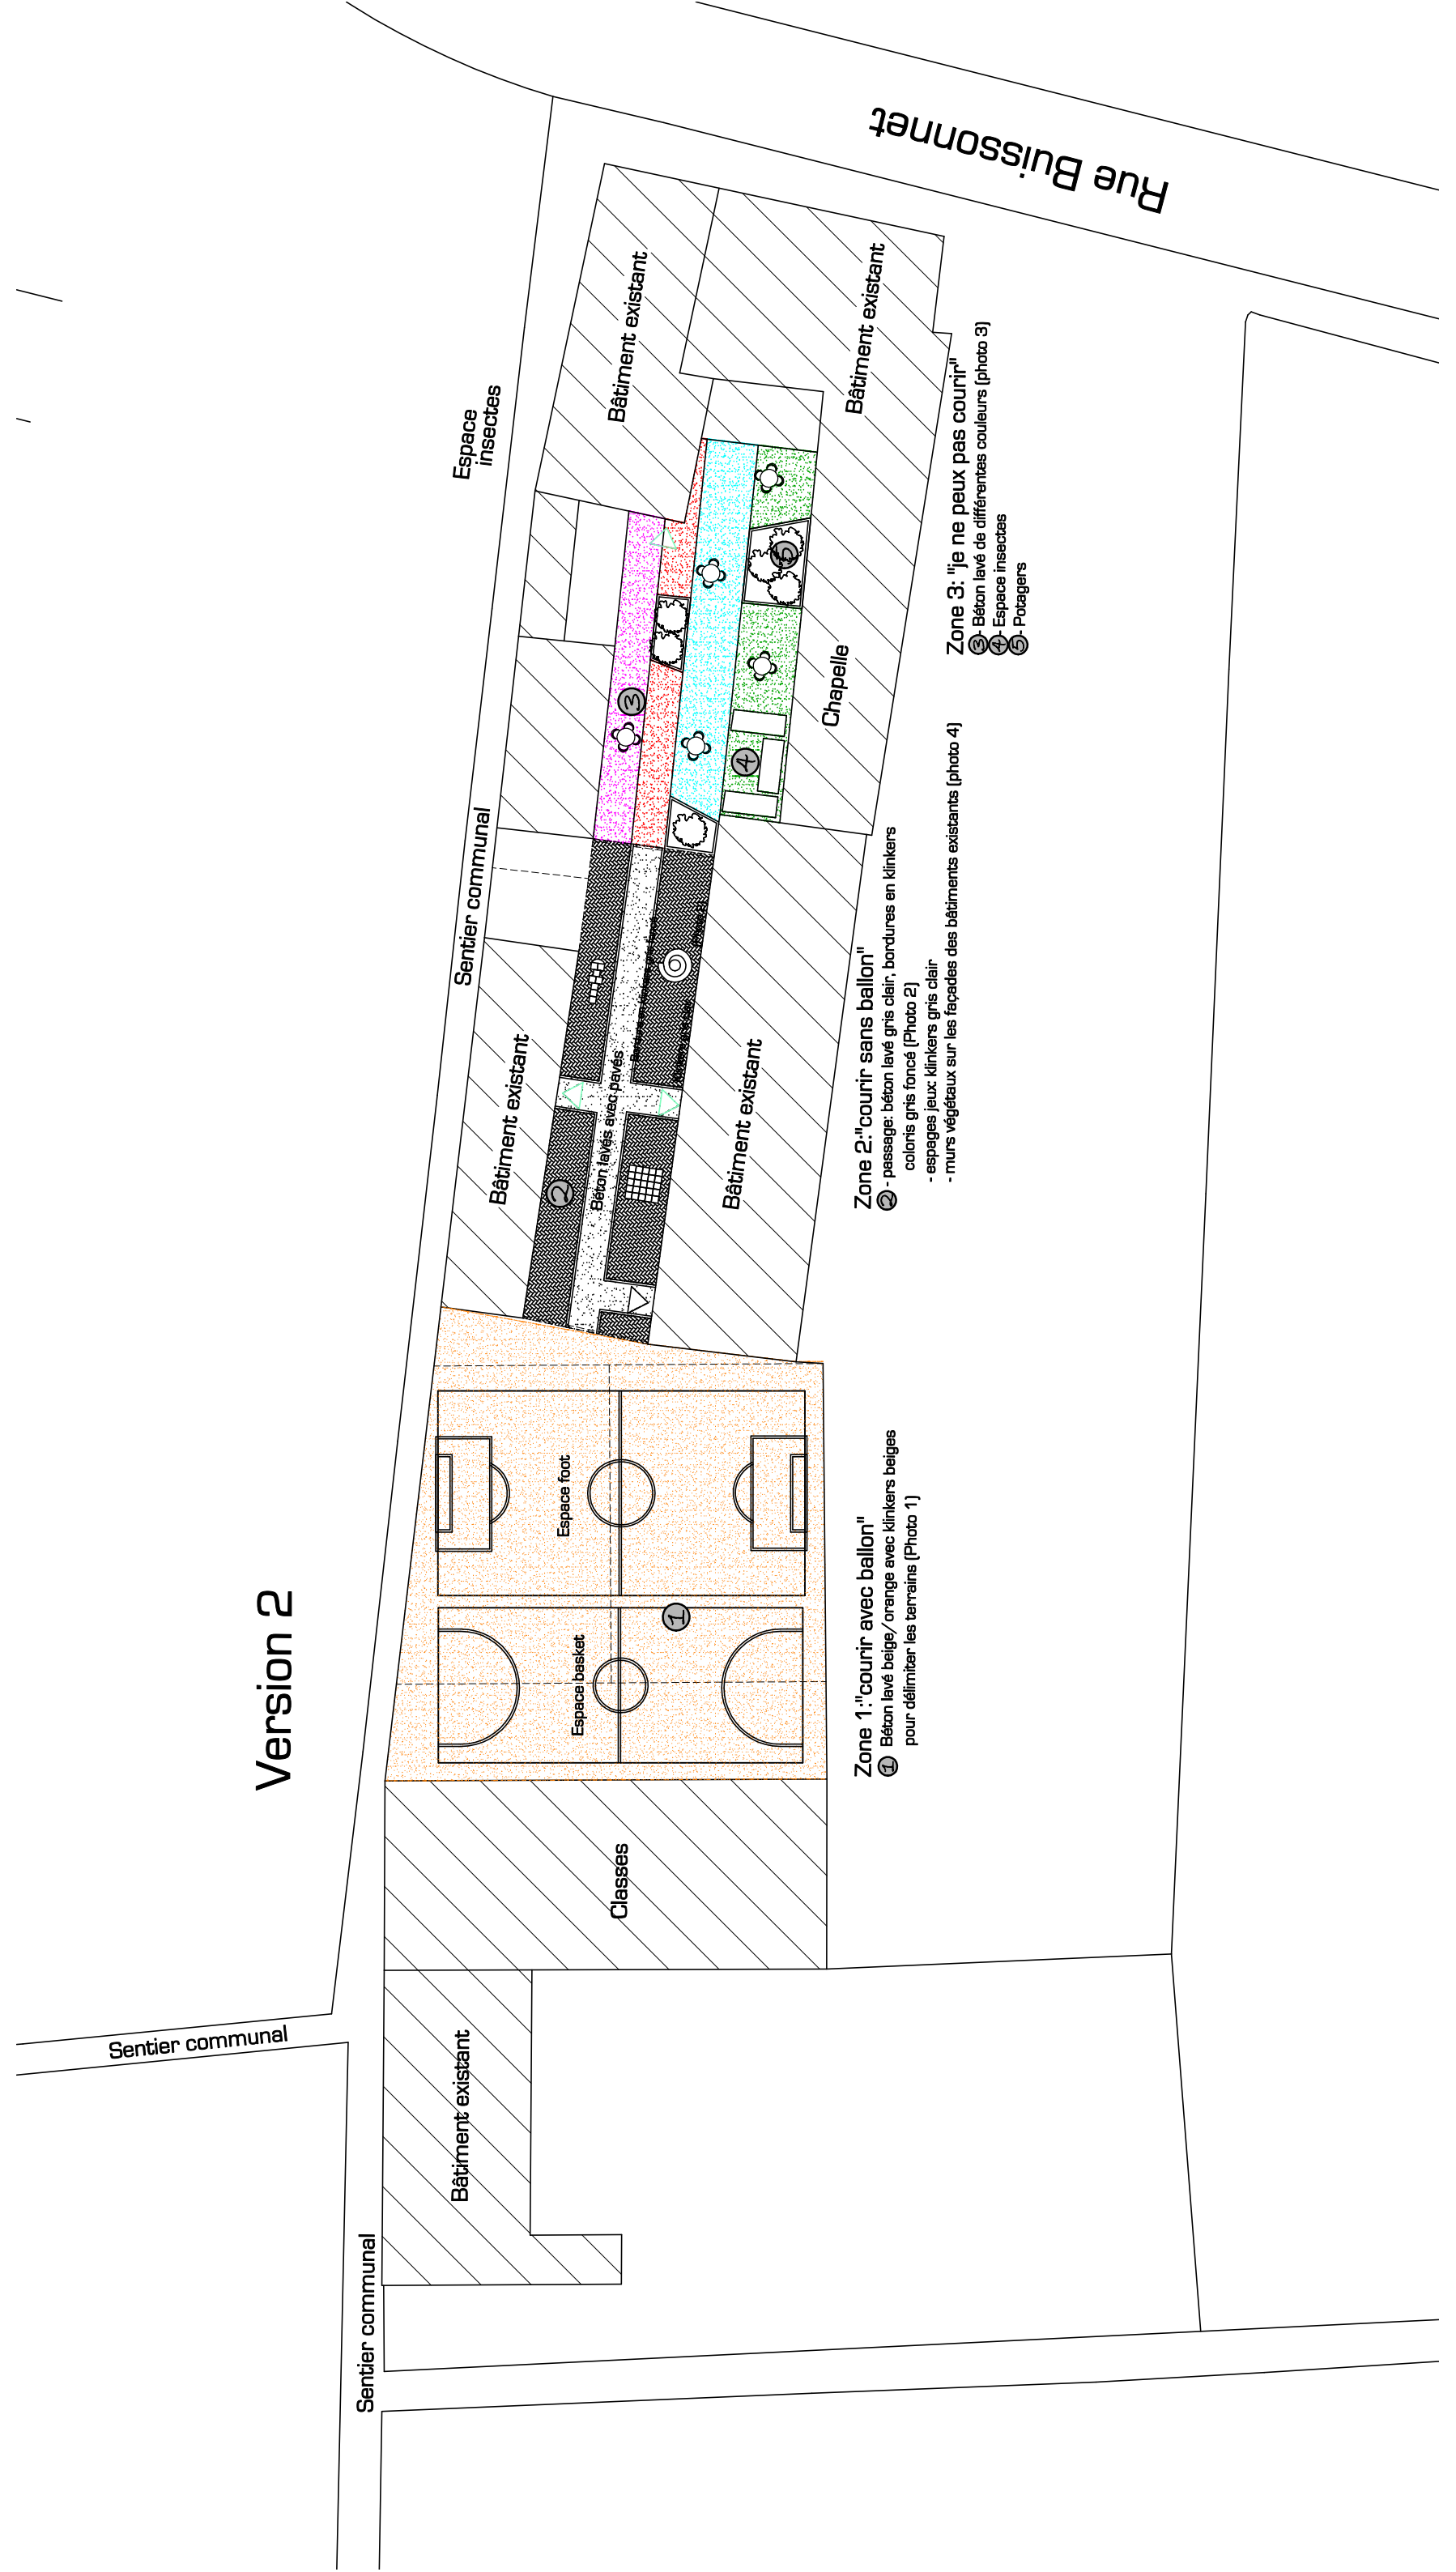 Version 2
Rue Buissonnet
Espace
insectes
Bâtiment existant
Bâtiment existant
Chapelle
Sentier communal
Bâtiment existant
Bâtiment existant
Béton lavés avec pavés
Espace foot
Espace basket
Classes
Bâtiment existant
Sentier communal
Sentier communal
1
2
3
4
5
Zone 1:"courir avec ballon"
1 Béton lavé beige/orange avec klinkers beiges
pour délimiter les terrains (Photo 1)
Zone 2:"courir sans ballon"
2 - passage: béton lavé gris clair, bordures en klinkers
coloris gris foncé (Photo 2)
- espages jeux: klinkers gris clair
- murs végétaux sur les façades des bâtiments existants (photo 4)
Zone 3: "je ne peux pas courir"
3 - Béton lavé de différentes couleurs (photo 3)
4 - Espace insectes
5 - Potagers